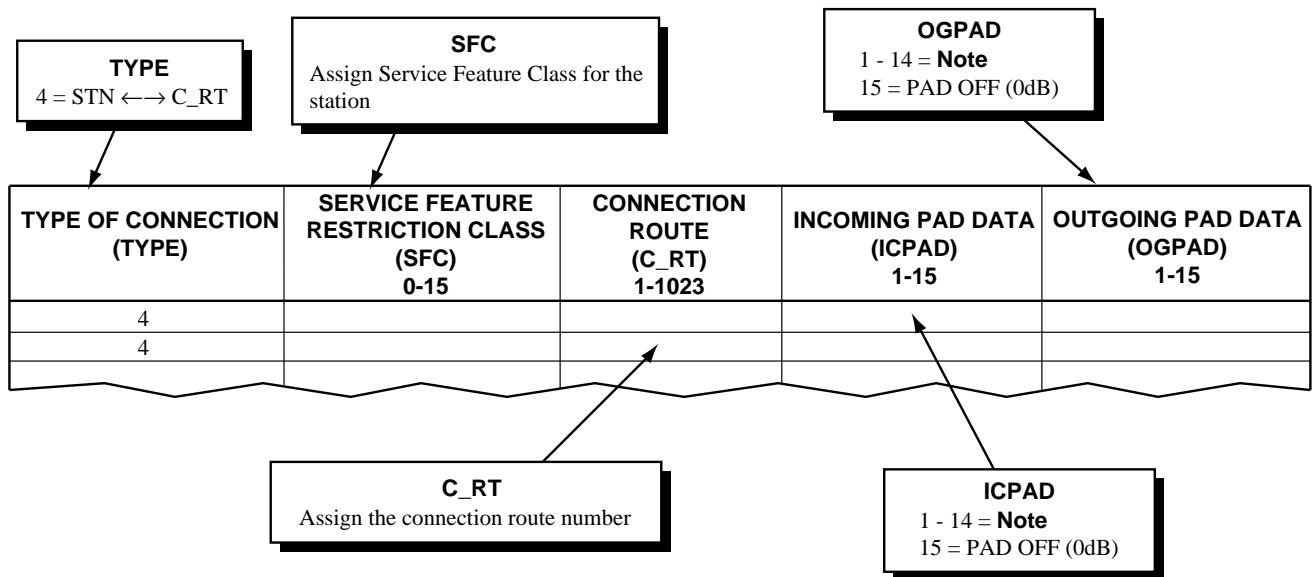 TYPE
4 = STN ←→ C_RT
SFC
Assign Service Feature Class for the
station
OGPAD
1 - 14 = Note
15 = PAD OFF (0dB)
TYPE OF CONNECTION
(TYPE)
SERVICE FEATURE
RESTRICTION CLASS
(SFC)
0-15
CONNECTION
ROUTE
(C_RT)
1-1023
INCOMING PAD DATA
(ICPAD)
1-15
OUTGOING PAD DATA
(OGPAD)
1-15
4
4
C_RT
Assign the connection route number
ICPAD
1 - 14 = Note
15 = PAD OFF (0dB)